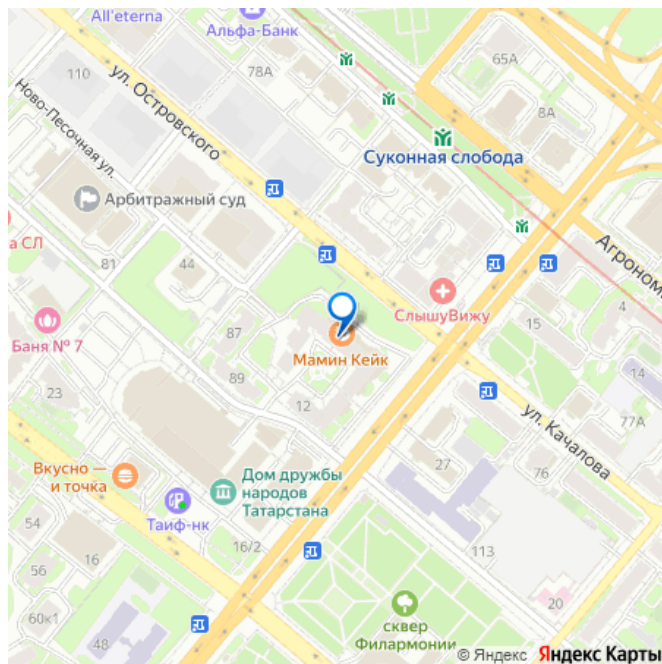 All'eterna
Альфа-Банк
110
78А
65А
8А
ул. Островского
Ново-Песочная ул.
Суконная слобода
Арбитражный суд
Агроном
а СЛ
81
44
4
СлышуВижу
15
87
Баня № 7
Мамин Кейк
14
89
23
12
77А
ул. Качалова
Вкусно —
и точка
Дом дружбы
народов
Татарстана
27
76
Таиф-нк
54
16
16/2
113
56
20
60к1
48
сквер
Филармонии
© Яндекс Яндекс Карты